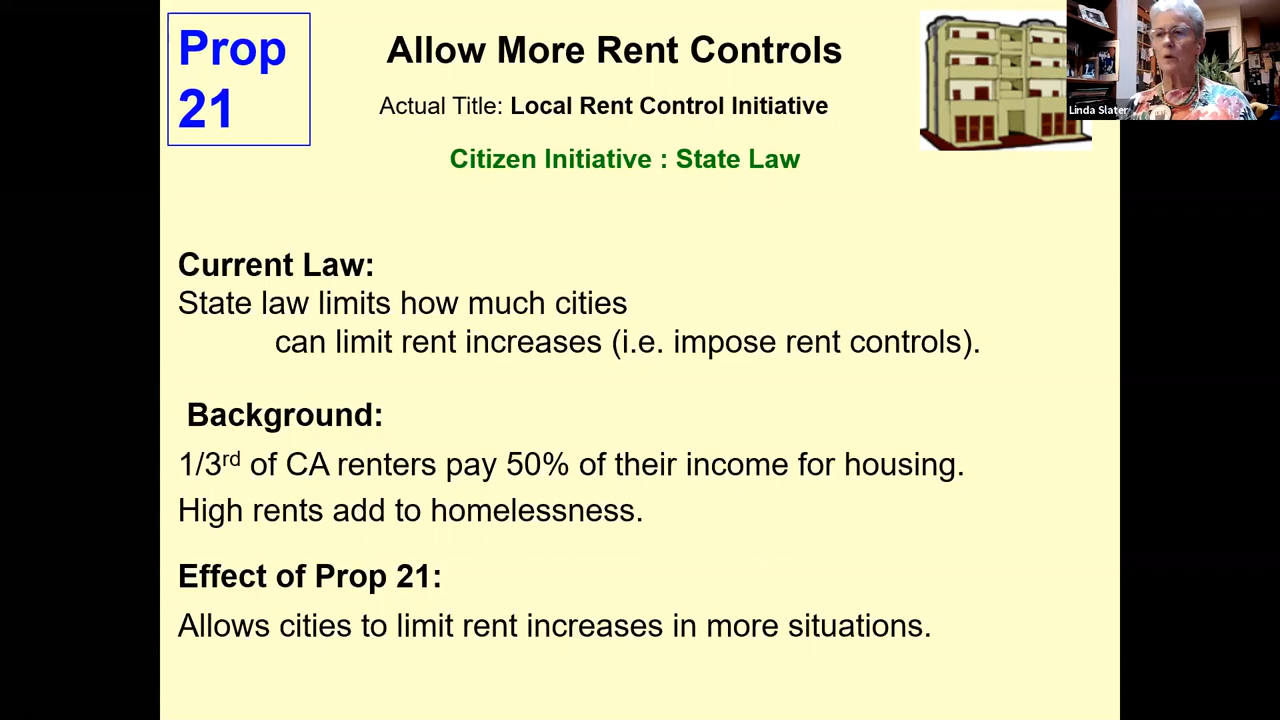 Prop
21
Allow More Rent Controls
Actual Title: Local Rent Control Initiative
Citizen Initiative : State Law
Linda Slater
Current Law:
State law limits how much cities
can limit rent increases (i.e. impose rent controls).
Background:
1/3rd of CA renters pay 50% of their income for housing.
High rents add to homelessness.
Effect of Prop 21:
Allows cities to limit rent increases in more situations.